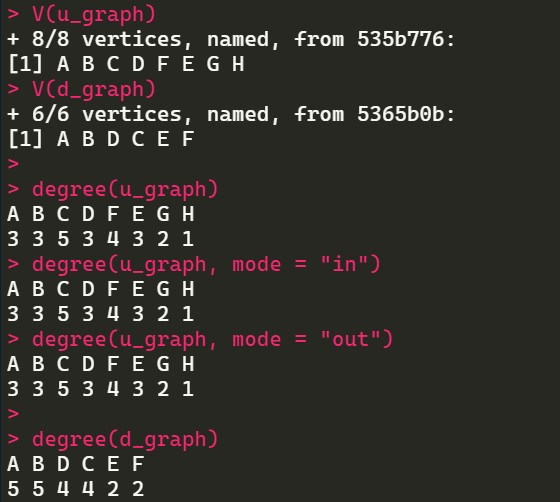 > V(u_graph)
+ 8/8 vertices, named, from 535b776:
[1] A B C D F E G H
> V(d_graph)
+ 6/6 vertices, named, from 5365b0b:
[1] A B D C E F
>
> degree(u_graph)
A B C D F E G H
3 3 5 3 4 3 2 1
> degree(u_graph, mode = "in")
A B C D F E G H
3 3 5 3 4 3 2 1
> degree(u_graph, mode = "out")
A B C D F E G H
3 3 5 3 4 3 2 1
>
> degree(d_graph)
A B D C E F
5 5 4 4 2 2